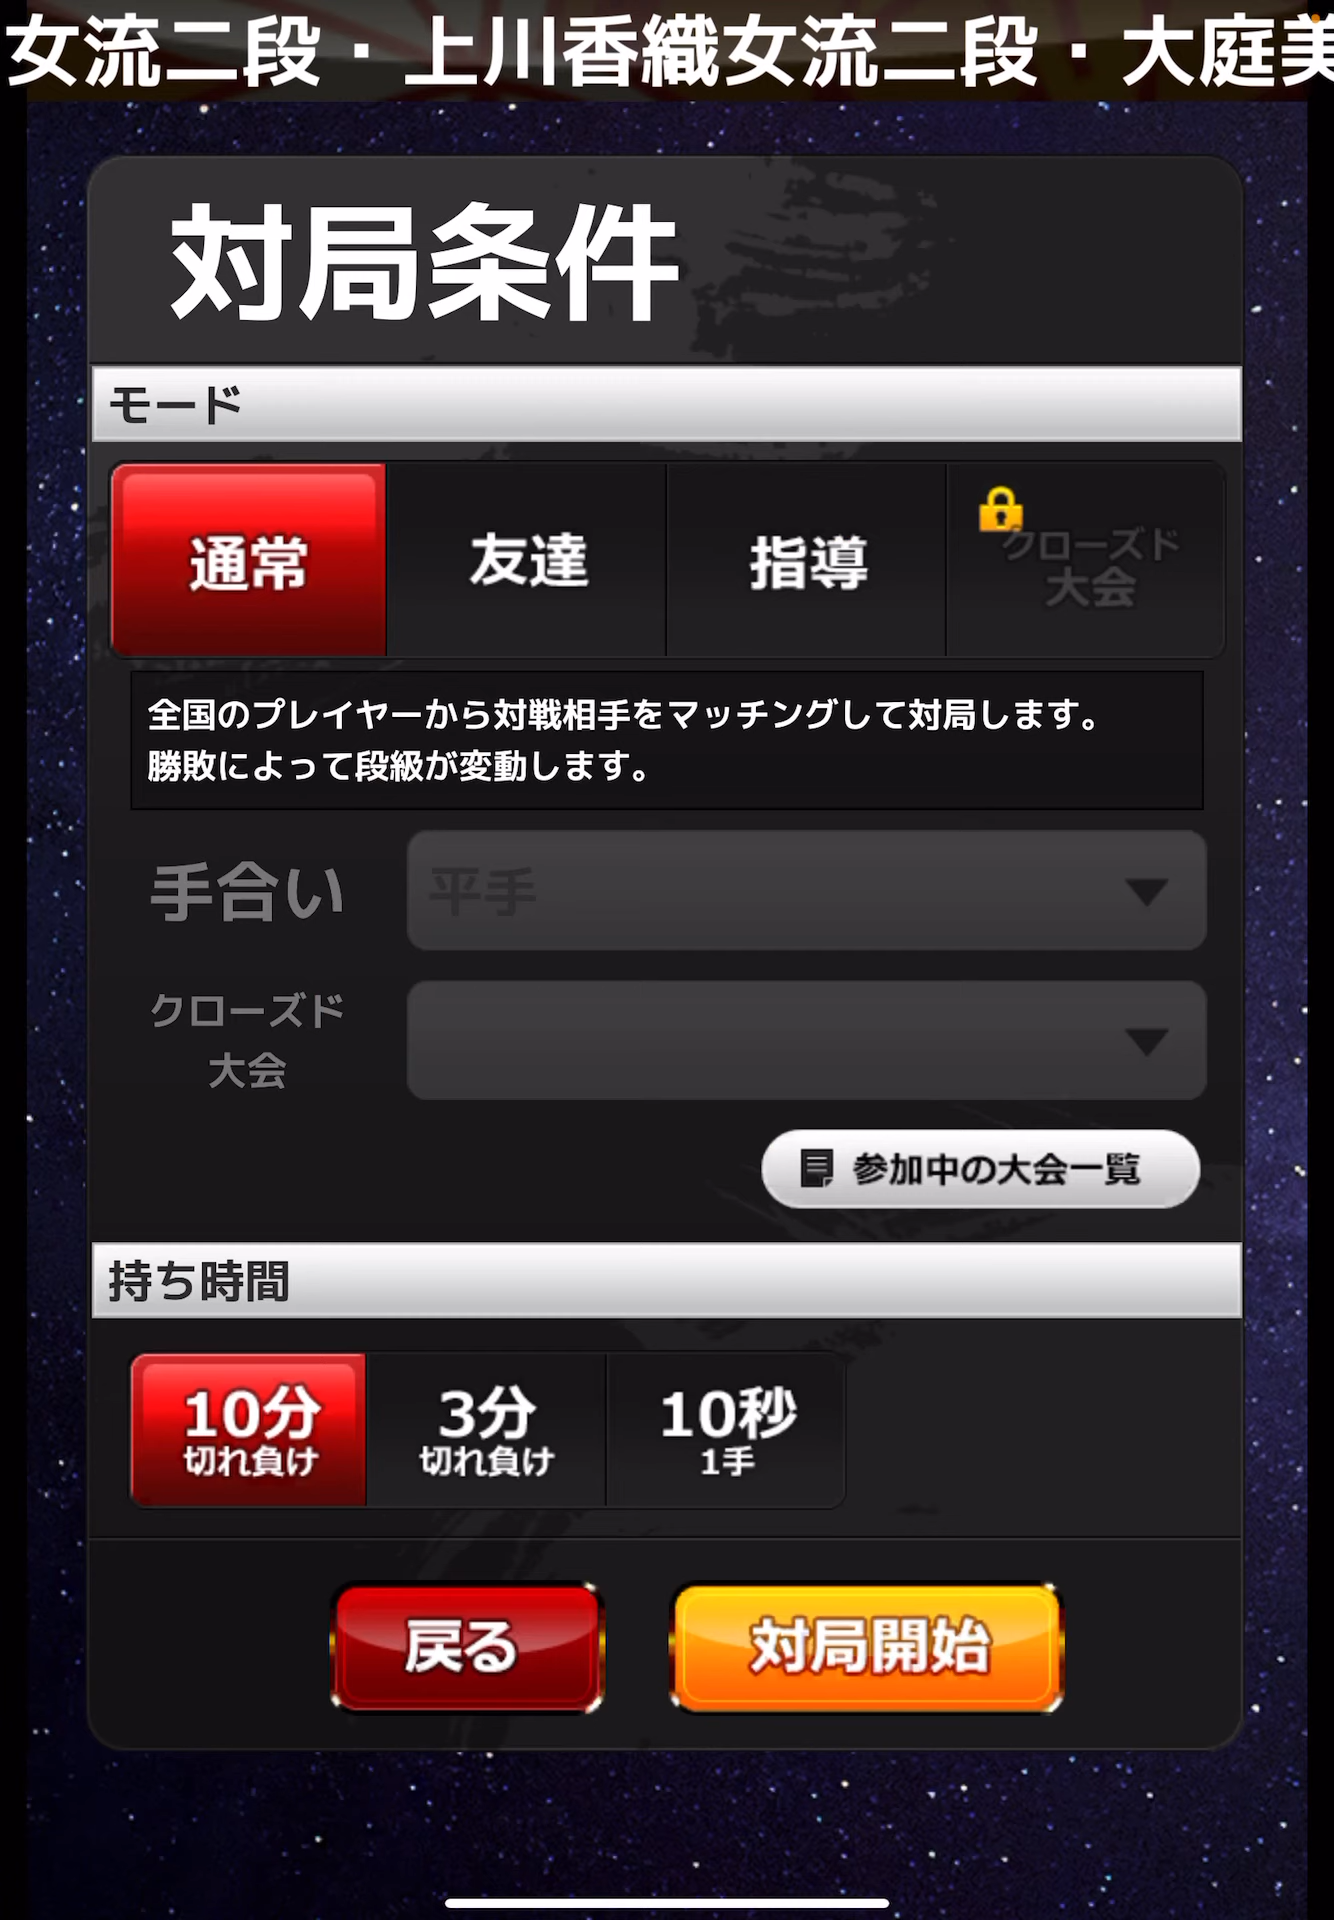 女流二段・上川香織女流二段・大庭美
対局条件
モード
通常
友達
指導
クローズド
大会
全国のプレイヤーから対戦相手をマッチングして対局します。
勝敗によって段級が変動します。
手合い
平手
クローズド
大会
参加中の大会一覧
持ち時間
10分
切れ負け
3分
切れ負け
10秒
1手
戻る
対局開始